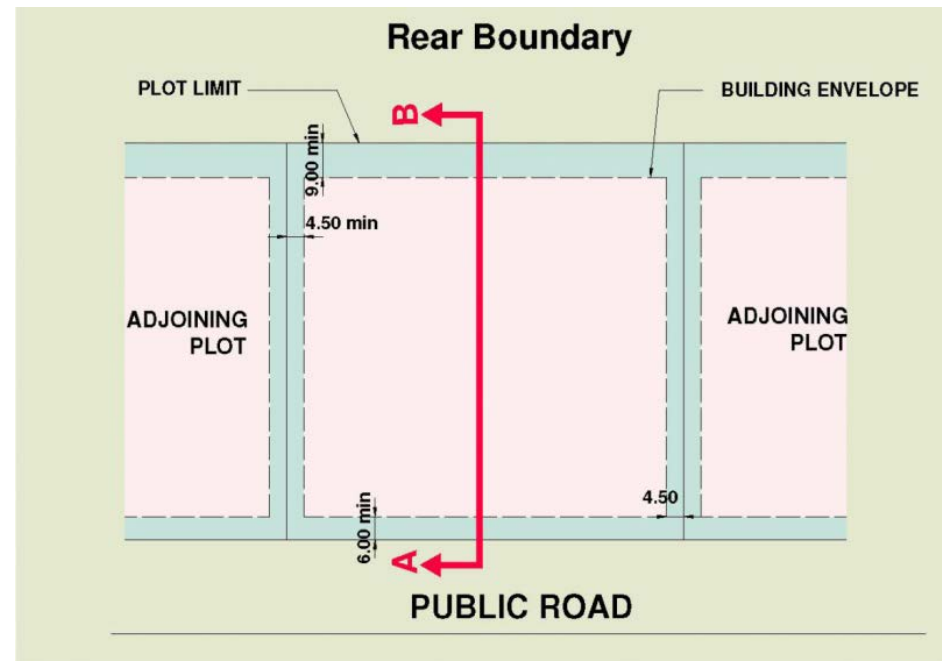 Rear Boundary
PLOT LIMIT
BUILDING ENVELOPE
B
9.00 min
4.50 min
ADJOINING
PLOT
ADJOINING
PLOT
4.50
6.00 min
A
PUBLIC ROAD